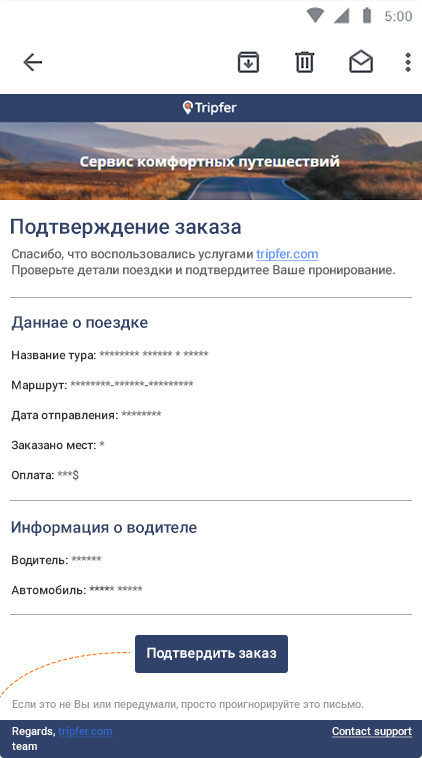 5:00
Tripfer
Сервис комфортных путешествий
Подтверждение заказа
Спасибо, что воспользовались услугами tripfer.com
Проверьте детали поездки и подтвердитее Ваше пронирование.
Даннае о поездке
Название тура: ******** ****** * *****
Маршрут: ********-******-*********
Дата отправления: ********
Заказано мест: *
Оплата: ***$
Информация о водителе
Водитель: ******
Автомобиль: ***** *****
Подтвердить заказ
Если это не Вы или передумали, просто проигнорируйте это письмо.
Regards, tripfer.com Contact support
team